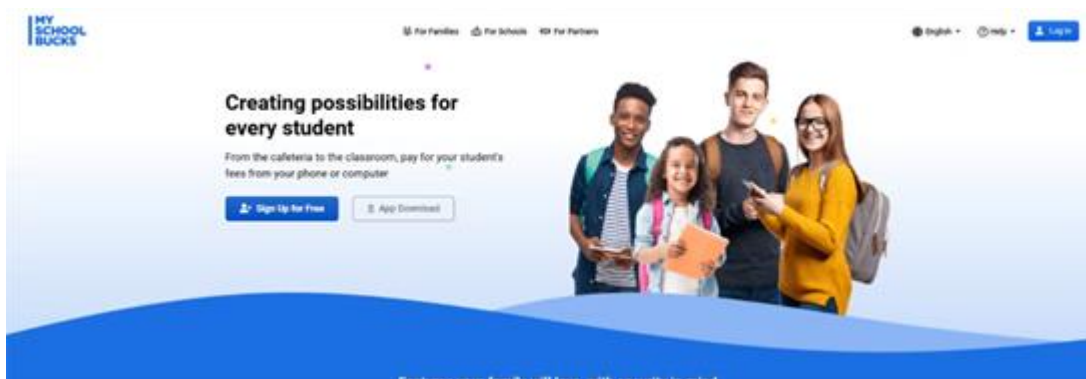 MY
SCHOOL
BUCKS
For Families For Schools For Partners
English Help Log In
Creating possibilities for
every student
From the cafeteria to the classroom, pay for your student's
fees from your phone or computer
Sign Up for Free App Download